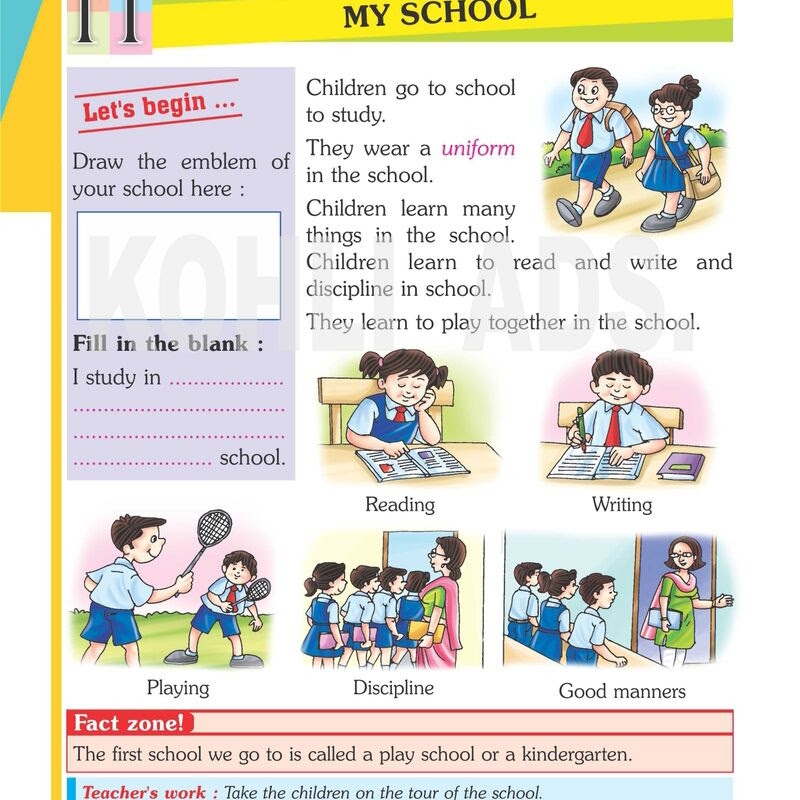 11
MY SCHOOL
Let's begin ...
Draw the emblem of
your school here :
Fill in the blank :
I study in ...................
...................................
...................................
....................... school.
Children go to school
to study.
They wear a uniform
in the school.
Children learn many
things in the school.
Children learn to read and write and
discipline in school.
They learn to play together in the school.
KOHLI ADS.
Reading
Writing
Playing
Discipline
Good manners
Fact zone!
The first school we go to is called a play school or a kindergarten.
Teacher's work : Take the children on the tour of the school.